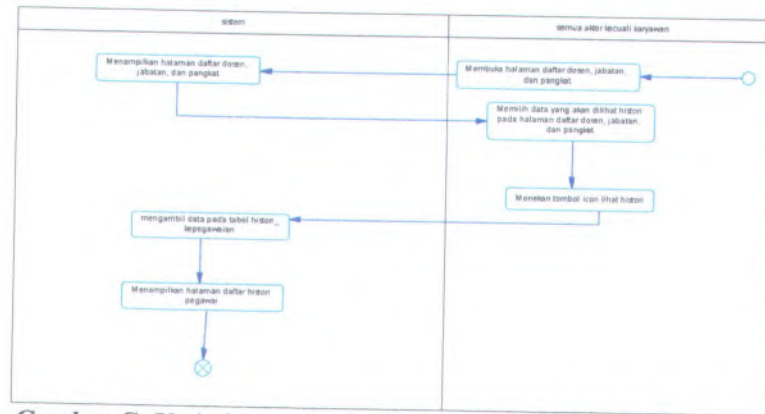 sistem
semua aktor kecuali karyawan
Menampilkan halaman daftar dosen,
jabatan, dan pangkat
Membuka halaman daftar dosen, jabatan,
dan pangkat
Memilih data yang akan dilihat histori
pada halaman daftar dosen, jabatan,
dan pangkat
Menekan tombol icon lihat histori
mengambil data pada tabel histori_
kepegawaian
Menampilkan halaman daftar histori
pegawai
Gambar